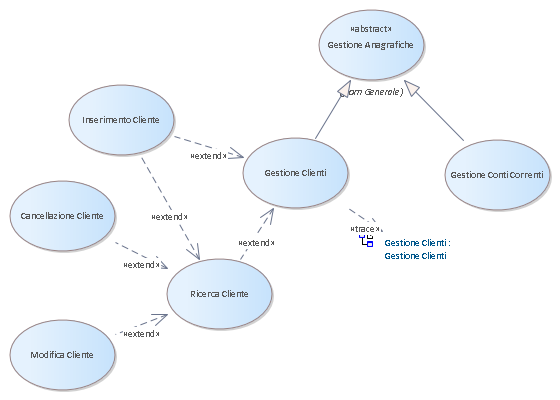 «abstract»
Gestione Anagrafiche
(from Generale)
Inserimento Cliente
«extend»
Gestione Clienti
Gestione Conti Correnti
«extend»
Cancellazione Cliente
«trace»
«extend»
Gestione Clienti :
Gestione Clienti
«extend»
Ricerca Cliente
«extend»
Modifica Cliente